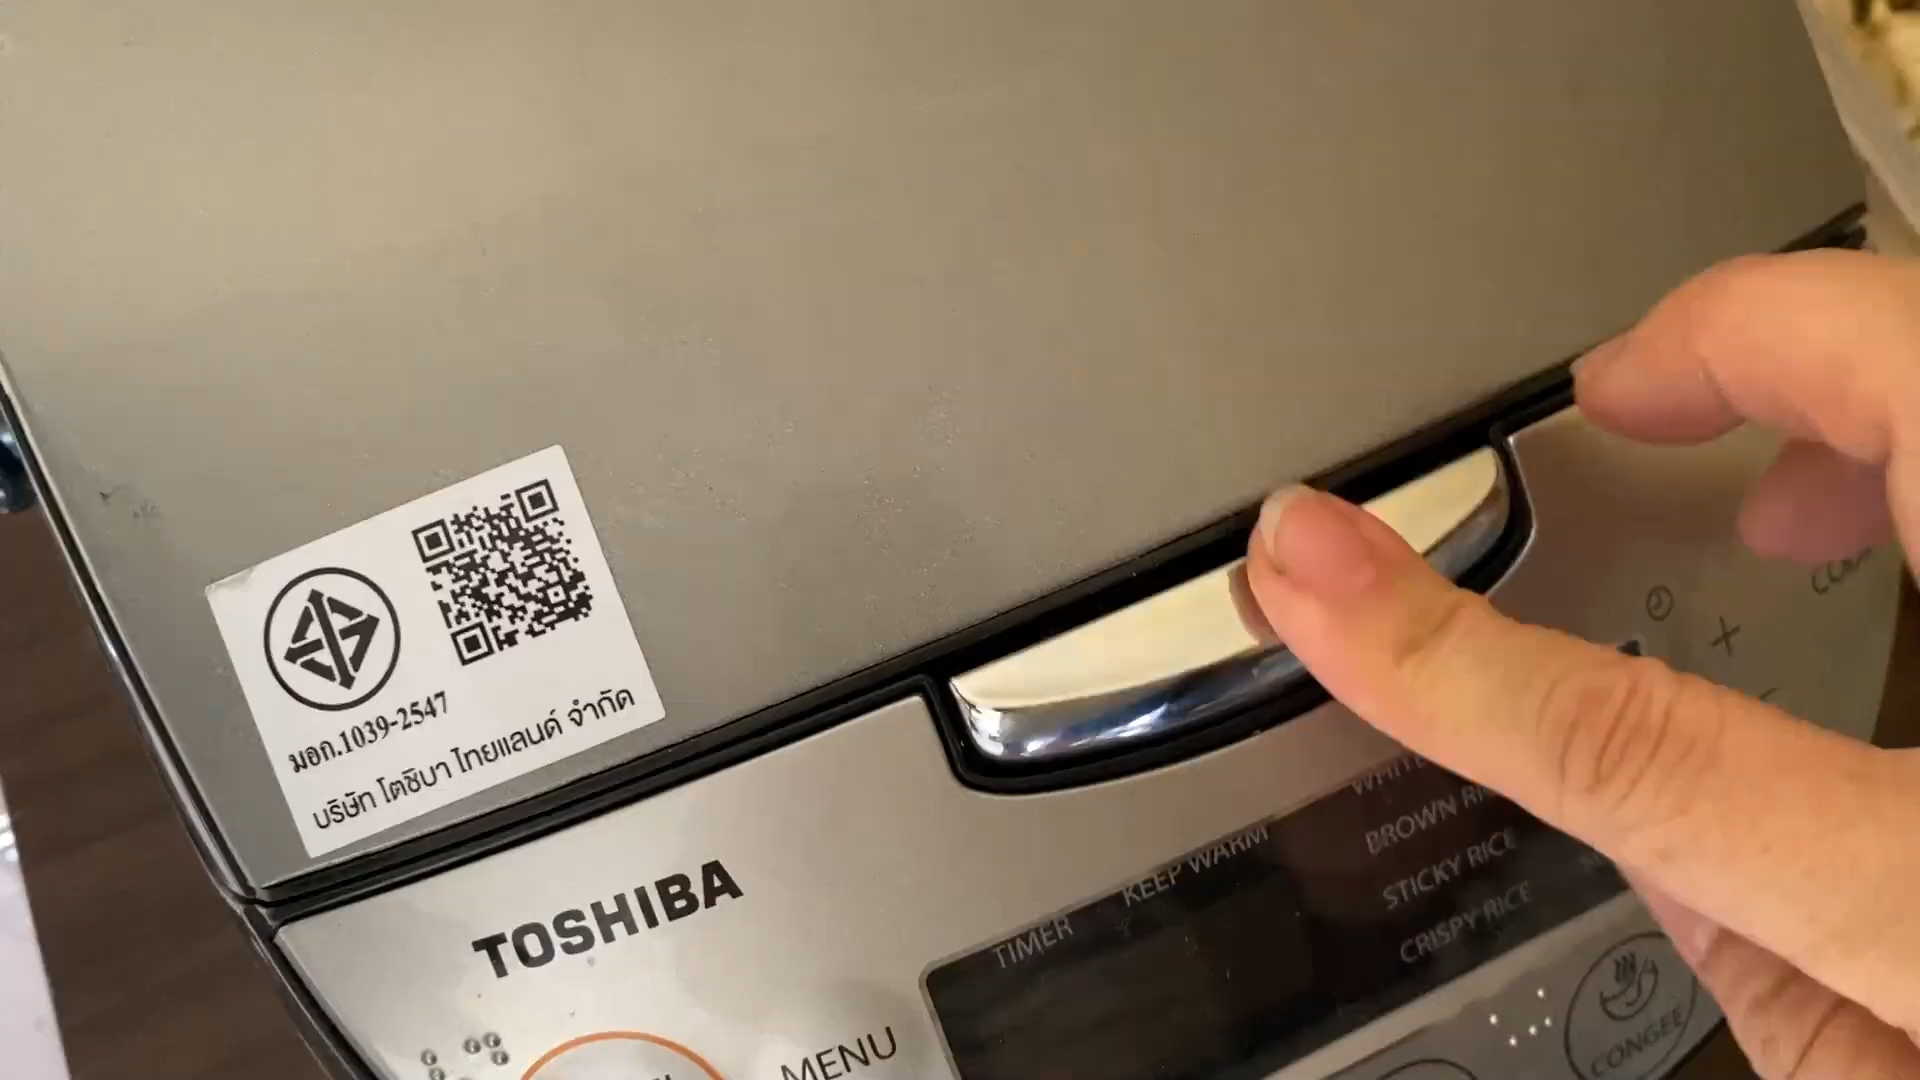 มอก.1039-2547
บริษัท โตชิบา ไทยแลนด์ จำกัด
TOSHIBA
TIMER
KEEP WARM
BROWN
STICKY RICE
CRISPY RICE
MENU
CONGEE